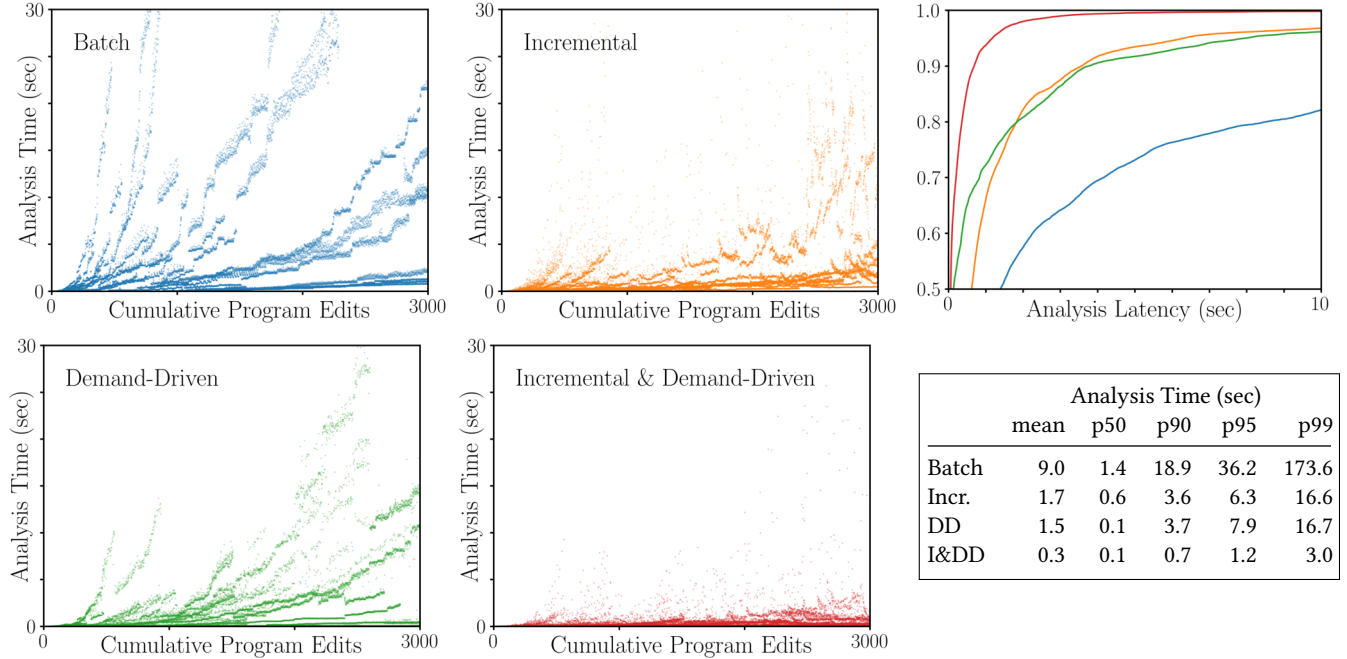 30
Batch
Analysis Time (sec)
0
Cumulative Program Edits
3000
30
Incremental
Analysis Time (sec)
0
Cumulative Program Edits
3000
1.0
0.9
0.8
0.7
0.6
0.5
0
Analysis Latency (sec)
10
30
Demand-Driven
Analysis Time (sec)
0
0
Cumulative Program Edits
3000
30
Incremental & Demand-Driven
Analysis Time (sec)
0
0
Cumulative Program Edits
3000
Analysis Time (sec)
mean p50 p90 p95 p99
Batch 9.0 1.4 18.9 36.2 173.6
Incr. 1.7 0.6 3.6 6.3 16.6
DD 1.5 0.1 3.7 7.9 16.7
I&DD 0.3 0.1 0.7 1.2 3.0